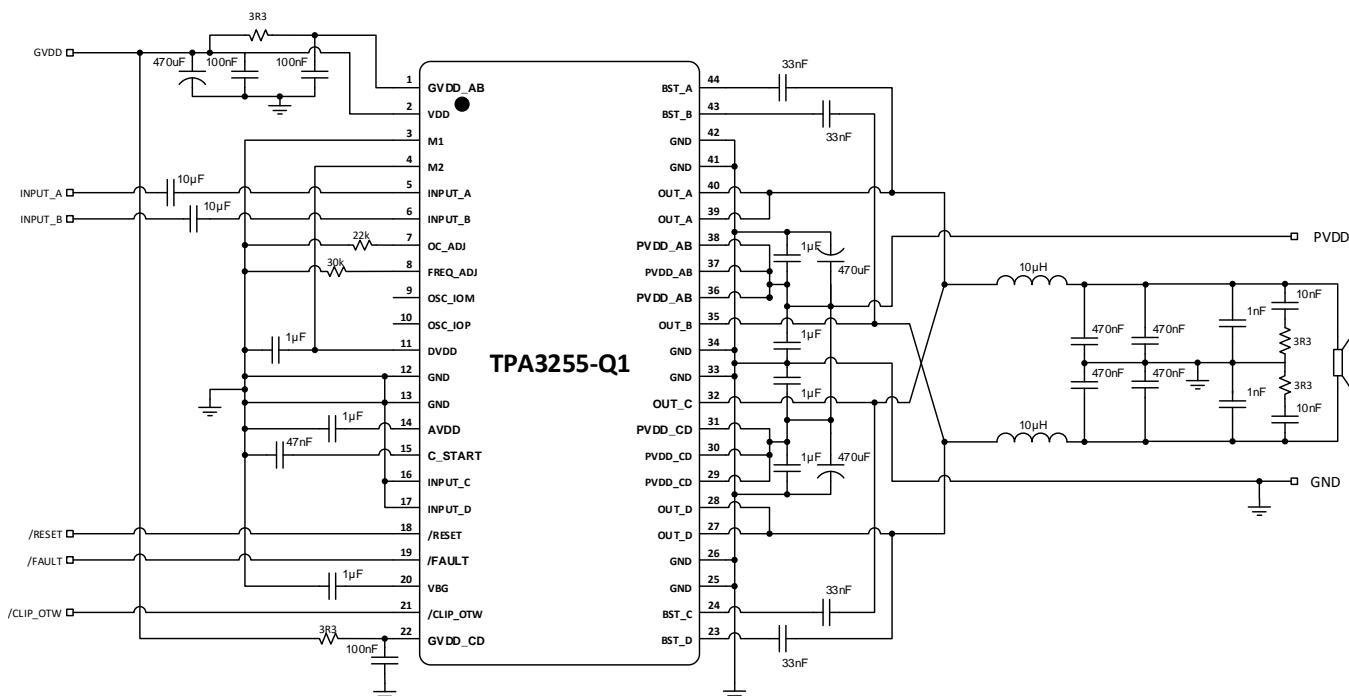 3R3
GVDD
470uF
100nF
100nF
1 GVDD_AB
2 VDD
3 M1
4 M2
INPUT_A 10µF 5 INPUT_A
INPUT_B 10µF 6 INPUT_B
22k 7 OC_ADJ
30k 8 FREQ_ADJ
9 OSC_IOM
10 OSC_IOP
1µF 11 DVDD
12 GND
13 GND
1µF 14 AVDD
47nF 15 C_START
16 INPUT_C
17 INPUT_D
/RESET 18 /RESET
/FAULT 19 /FAULT
1µF 20 VBG
/CLIP_OTW 21 /CLIP_OTW
3R3 22 GVDD_CD
100nF
TPA3255-Q1
BST_A 44 33nF
BST_B 43 33nF
GND 42
GND 41
OUT_A 40
OUT_A 39
PVDD_AB 38
PVDD_AB 37
PVDD_AB 36
OUT_B 35
GND 34
GND 33
OUT_C 32
PVDD_CD 31
PVDD_CD 30
PVDD_CD 29
OUT_D 28
OUT_D 27
GND 26
GND 25
BST_C 24 33nF
BST_D 23 33nF
1µF
470uF
1µF
1µF
1µF
470uF
PVDD
10µH
470nF
470nF
1nF
10nF
3R3
470nF
470nF
1nF
3R3
10nF
10µH
GND